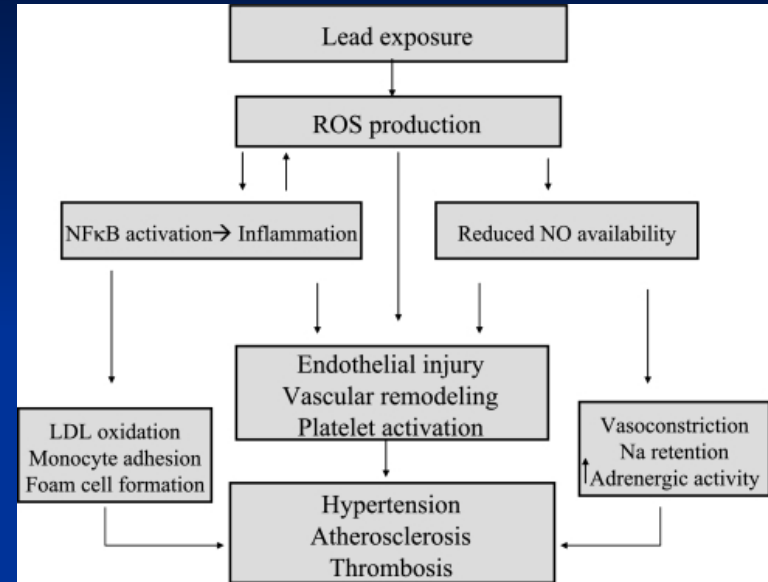 Lead exposure
ROS production
NFκB activation→ Inflammation
Reduced NO availability
Endothelial injury
Vascular remodeling
Platelet activation
LDL oxidation
Monocyte adhesion
Foam cell formation
Vasoconstriction
Na retention
↑Adrenergic activity
Hypertension
Atherosclerosis
Thrombosis